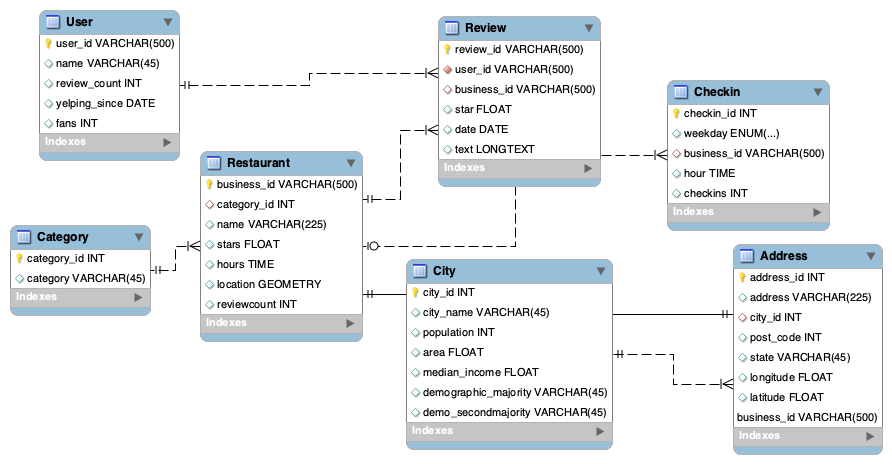 User
user_id VARCHAR(500)
name VARCHAR(45)
review_count INT
yelping_since DATE
fans INT
Indexes
Review
review_id VARCHAR(500)
user_id VARCHAR(500)
business_id VARCHAR(500)
star FLOAT
date DATE
text LONGTEXT
Indexes
Checkin
checkin_id INT
weekday ENUM(...)
business_id VARCHAR(500)
hour TIME
checkins INT
Indexes
Restaurant
business_id VARCHAR(500)
category_id INT
name VARCHAR(225)
stars FLOAT
hours TIME
location GEOMETRY
reviewcount INT
Indexes
Category
category_id INT
category VARCHAR(45)
Indexes
City
city_id INT
city_name VARCHAR(45)
population INT
area FLOAT
median_income FLOAT
demographic_majority VARCHAR(45)
demo_secondmajority VARCHAR(45)
Indexes
Address
address_id INT
address VARCHAR(225)
city_id INT
post_code INT
state VARCHAR(45)
longitude FLOAT
latitude FLOAT
business_id VARCHAR(500)
Indexes